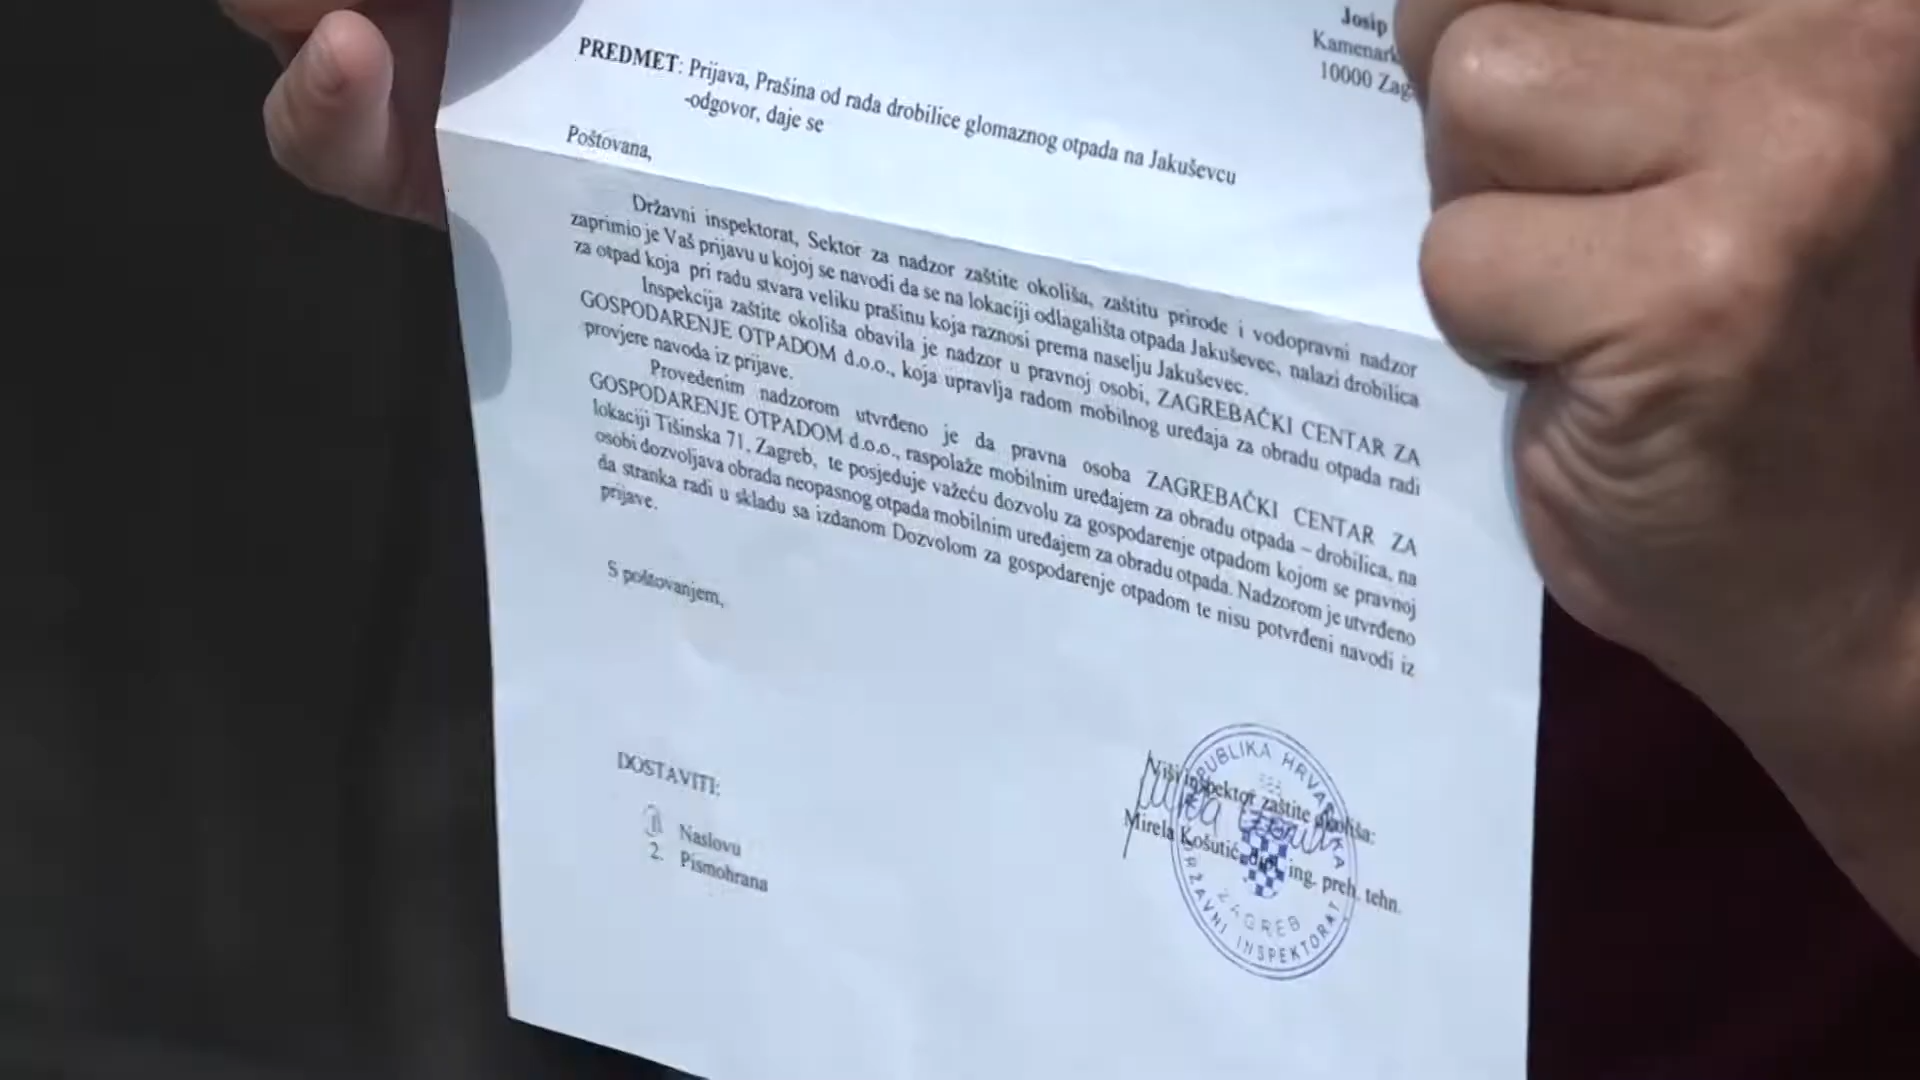 Josip
Kamenark
10000 Zag
PREDMET: Prijava, Prašina od rada drobilice glomaznog otpada na Jakuševcu
-odgovor, daje se
Poštovana,
Državni inspektorat, Sektor za nadzor zaštite okoliša, zaštitu prirode i vodopravni nadzor
zaprimio je Vaš prijavu u kojoj se navodi da se na lokaciji odlagališta otpada Jakuševec, nalazi drobilica
za otpad koja pri radu stvara veliku prašinu koja raznosi prema naselju Jakuševec.
Inspekcija zaštite okoliša obavila je nadzor u pravnoj osobi, ZAGREBAČKI CENTAR ZA
GOSPODARENJE OTPADOM d.o.o., koja upravlja radom mobilnog uređaja za obradu otpada radi
provjere navoda iz prijave.
Provedenim nadzorom utvrđeno je da pravna osoba ZAGREBAČKI CENTAR ZA
GOSPODARENJE OTPADOM d.o.o., raspolaže mobilnim uređajem za obradu otpada – drobilica, na
lokaciji Tišinska 71, Zagreb, te posjeduje važeću dozvolu za gospodarenje otpadom kojom se pravnoj
osobi dozvoljava obrada neopasnog otpada mobilnim uređajem za obradu otpada. Nadzorom je utvrđeno
da stranka radi u skladu sa izdanom Dozvolom za gospodarenje otpadom te nisu potvrđeni navodi iz
prijave.
S poštovanjem,
Viši inspektor zaštite okoliša:
Mirela Košutić, dipl. ing. preh. tehn.
REPUBLIKA HRVATSKA
DRŽAVNI INSPEKTORAT
ZAGREB
DOSTAVITI:
1. Naslovu
2. Pismohrana